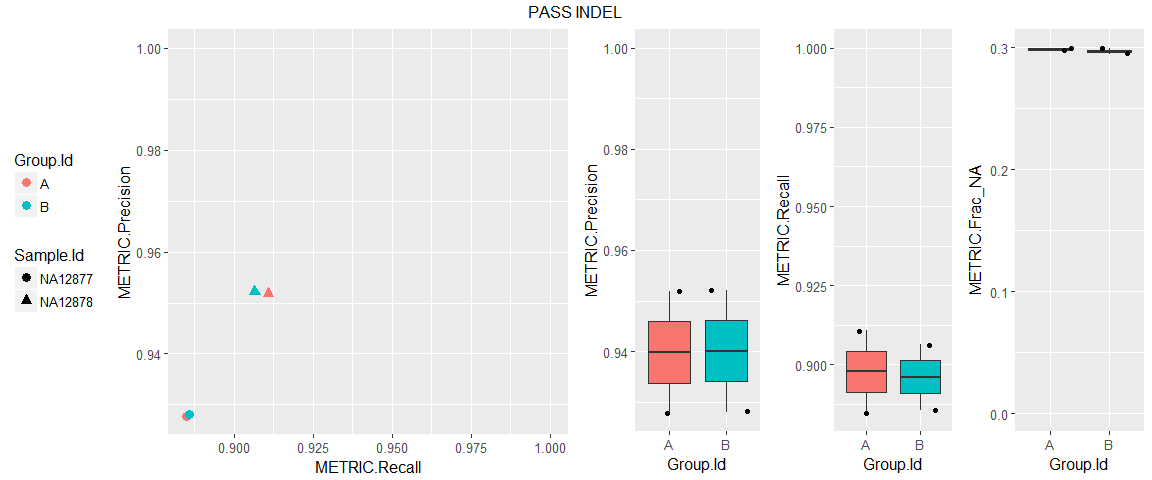 PASS INDEL
Group.Id
A
B
Sample.Id
NA12877
NA12878
METRIC.Precision
1.00
0.98
0.96
0.94
0.900
0.925
0.950
0.975
1.000
METRIC.Recall
METRIC.Precision
1.00
0.98
0.96
0.94
A
B
Group.Id
METRIC.Recall
1.000
0.975
0.950
0.925
0.900
A
B
Group.Id
METRIC.Frac_NA
0.3
0.2
0.1
0.0
A
B
Group.Id